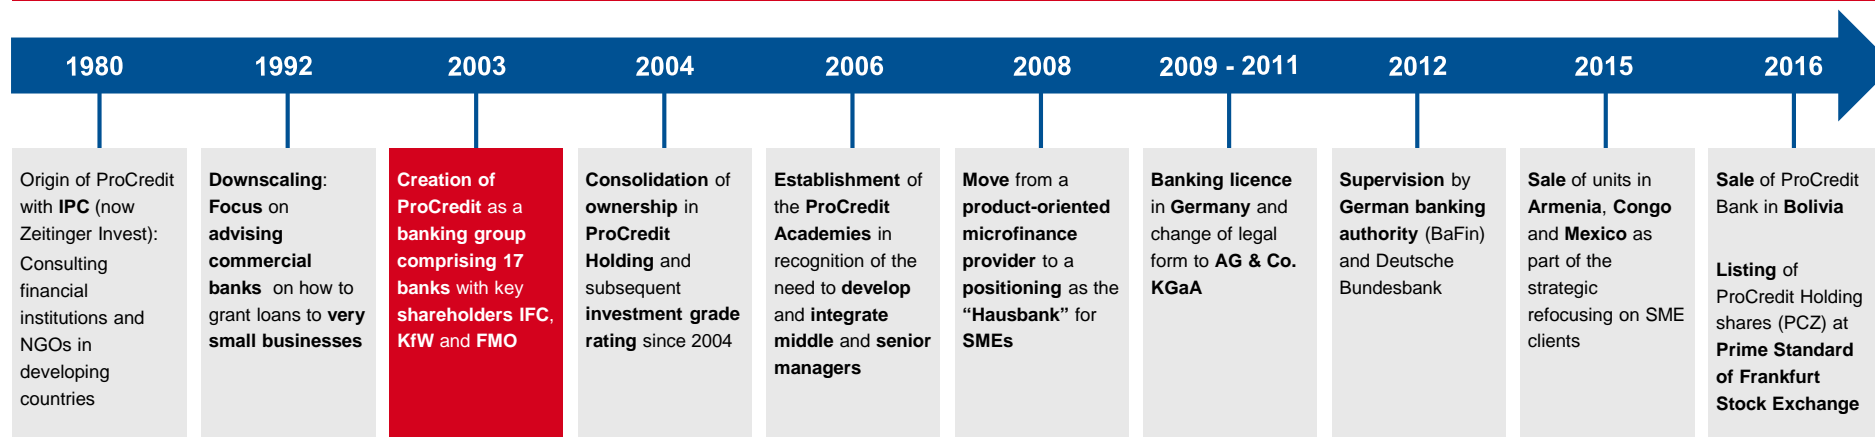 1980
1992
2003
2004
2006
2008
2009 - 2011
2012
2015
2016
Origin of ProCredit
with IPC (now
Zeitinger Invest):
Consulting
financial
institutions and
NGOs in
developing
countries
Downscaling:
Focus on
advising
commercial
banks on how to
grant loans to very
small businesses
Creation of
ProCredit as a
banking group
comprising 17
banks with key
shareholders IFC,
KfW and FMO
Consolidation of
ownership in
ProCredit
Holding and
subsequent
investment grade
rating since 2004
Establishment of
the ProCredit
Academies in
recognition of the
need to develop
and integrate
middle and senior
managers
Move from a
product-oriented
microfinance
provider to a
positioning as the
“Hausbank” for
SMEs
Banking licence
in Germany and
change of legal
form to AG & Co.
KGaA
Supervision by
German banking
authority (BaFin)
and Deutsche
Bundesbank
Sale of units in
Armenia, Congo
and Mexico as
part of the
strategic
refocusing on SME
clients
Sale of ProCredit
Bank in Bolivia
Listing of
ProCredit Holding
shares (PCZ) at
Prime Standard
of Frankfurt
Stock Exchange